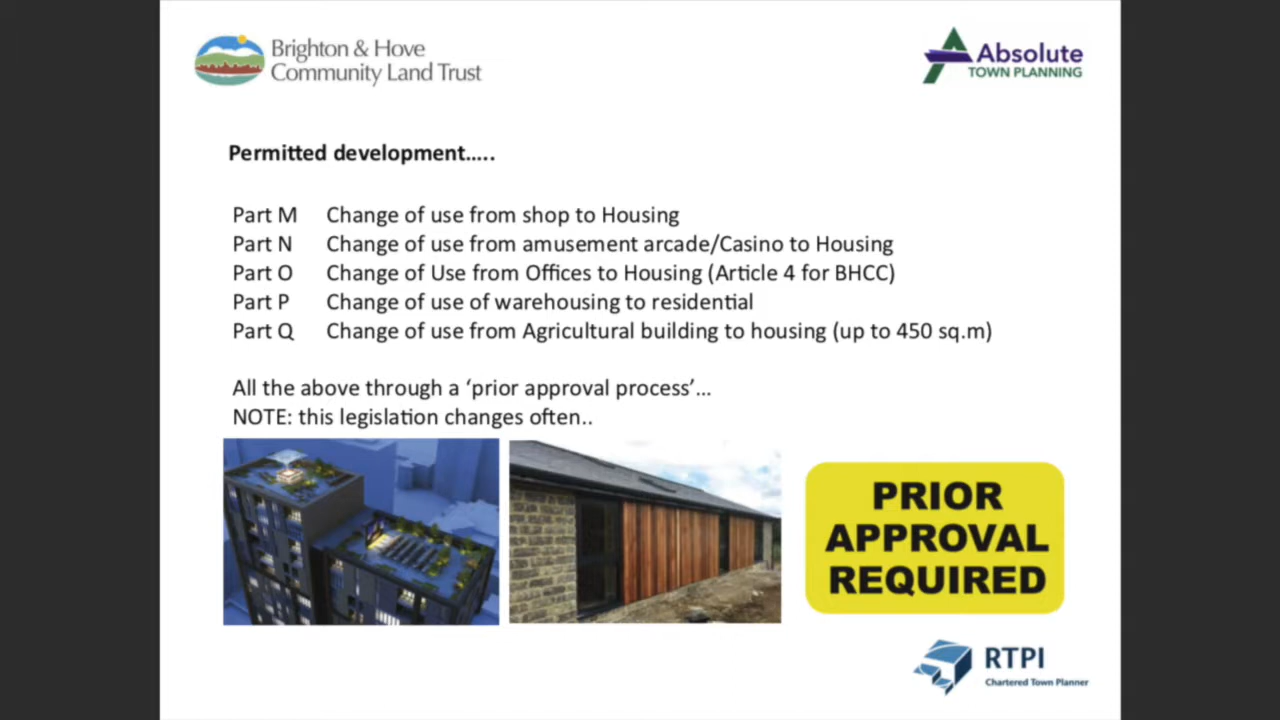 Brighton & Hove
Community Land Trust
Absolute
TOWN PLANNING
Permitted development…..
Part M Change of use from shop to Housing
Part N Change of use from amusement arcade/Casino to Housing
Part O Change of Use from Offices to Housing (Article 4 for BHCC)
Part P Change of use of warehousing to residential
Part Q Change of use from Agricultural building to housing (up to 450 sq.m)
All the above through a ‘prior approval process’…
NOTE: this legislation changes often..
PRIOR
APPROVAL
REQUIRED
RTPI
Chartered Town Planner